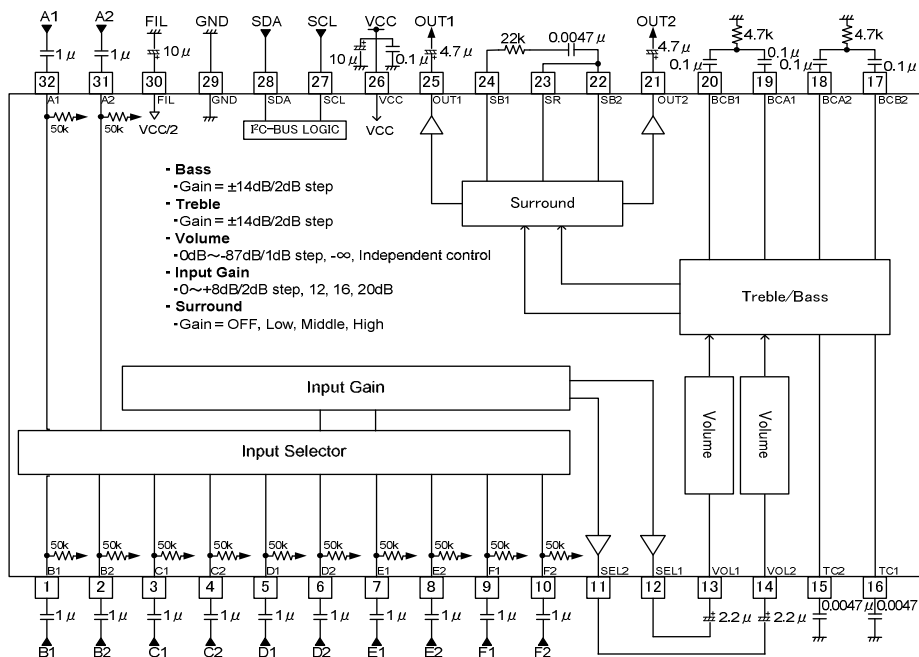 A1 A2 FIL GND SDA SCL VCC OUT1 OUT2
1μ 1μ 10μ 10μ 0.1μ 4.7μ 22k 0.0047μ 4.7μ 0.1μ 4.7k 0.1μ 0.1μ 4.7k 0.1μ
32 31 30 29 28 27 26 25 24 23 22 21 20 19 18 17
A1 A2 FIL GND SDA SCL VCC OUT1 SB1 SR SB2 OUT2 BCB1 BCA1 BCA2 BCB2
50k 50k VCC/2 I²C-BUS LOGIC VCC
- Bass
-Gain = ±14dB/2dB step
- Treble
-Gain = ±14dB/2dB step
- Volume
-0dB～-87dB/1dB step, -∞, Independent control
- Input Gain
-0～+8dB/2dB step, 12, 16, 20dB
- Surround
-Gain = OFF, Low, Middle, High
Surround
Treble/Bass
Input Gain
Volume
Volume
Input Selector
50k 50k 50k 50k 50k 50k 50k 50k 50k 50k
B1 B2 C1 C2 D1 D2 E1 E2 F1 F2 SEL2 SEL1 VOL1 VOL2 TC2 TC1
1 2 3 4 5 6 7 8 9 10 11 12 13 14 15 16
1μ 1μ 1μ 1μ 1μ 1μ 1μ 1μ 1μ 1μ 2.2μ 2.2μ 0.0047μ 0.0047
B1 B2 C1 C2 D1 D2 E1 E2 F1 F2